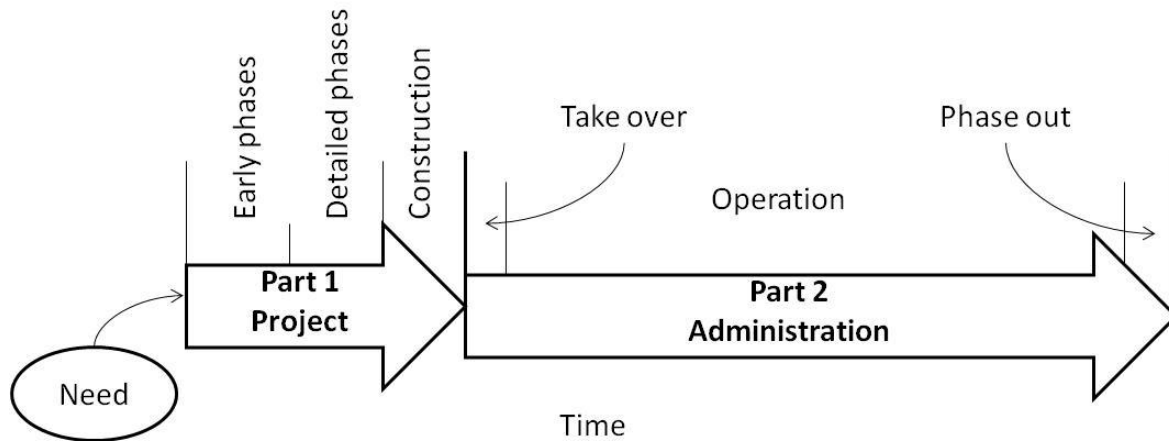 Early phases
Detailed phases
Construction
Take over
Phase out
Operation
Part 1
Project
Part 2
Administration
Need
Time